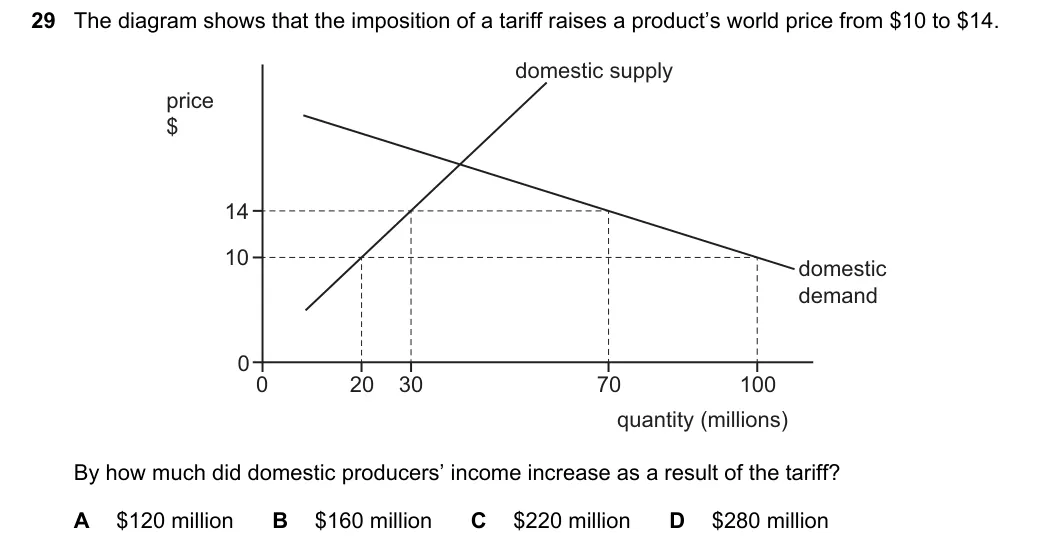 29 The diagram shows that the imposition of a tariff raises a product's world price from $10 to $14.
domestic supply
price
$
14
10
domestic
demand
0
0 20 30 70 100
quantity (millions)
By how much did domestic producers' income increase as a result of the tariff?
A $120 million B $160 million C $220 million D $280 million